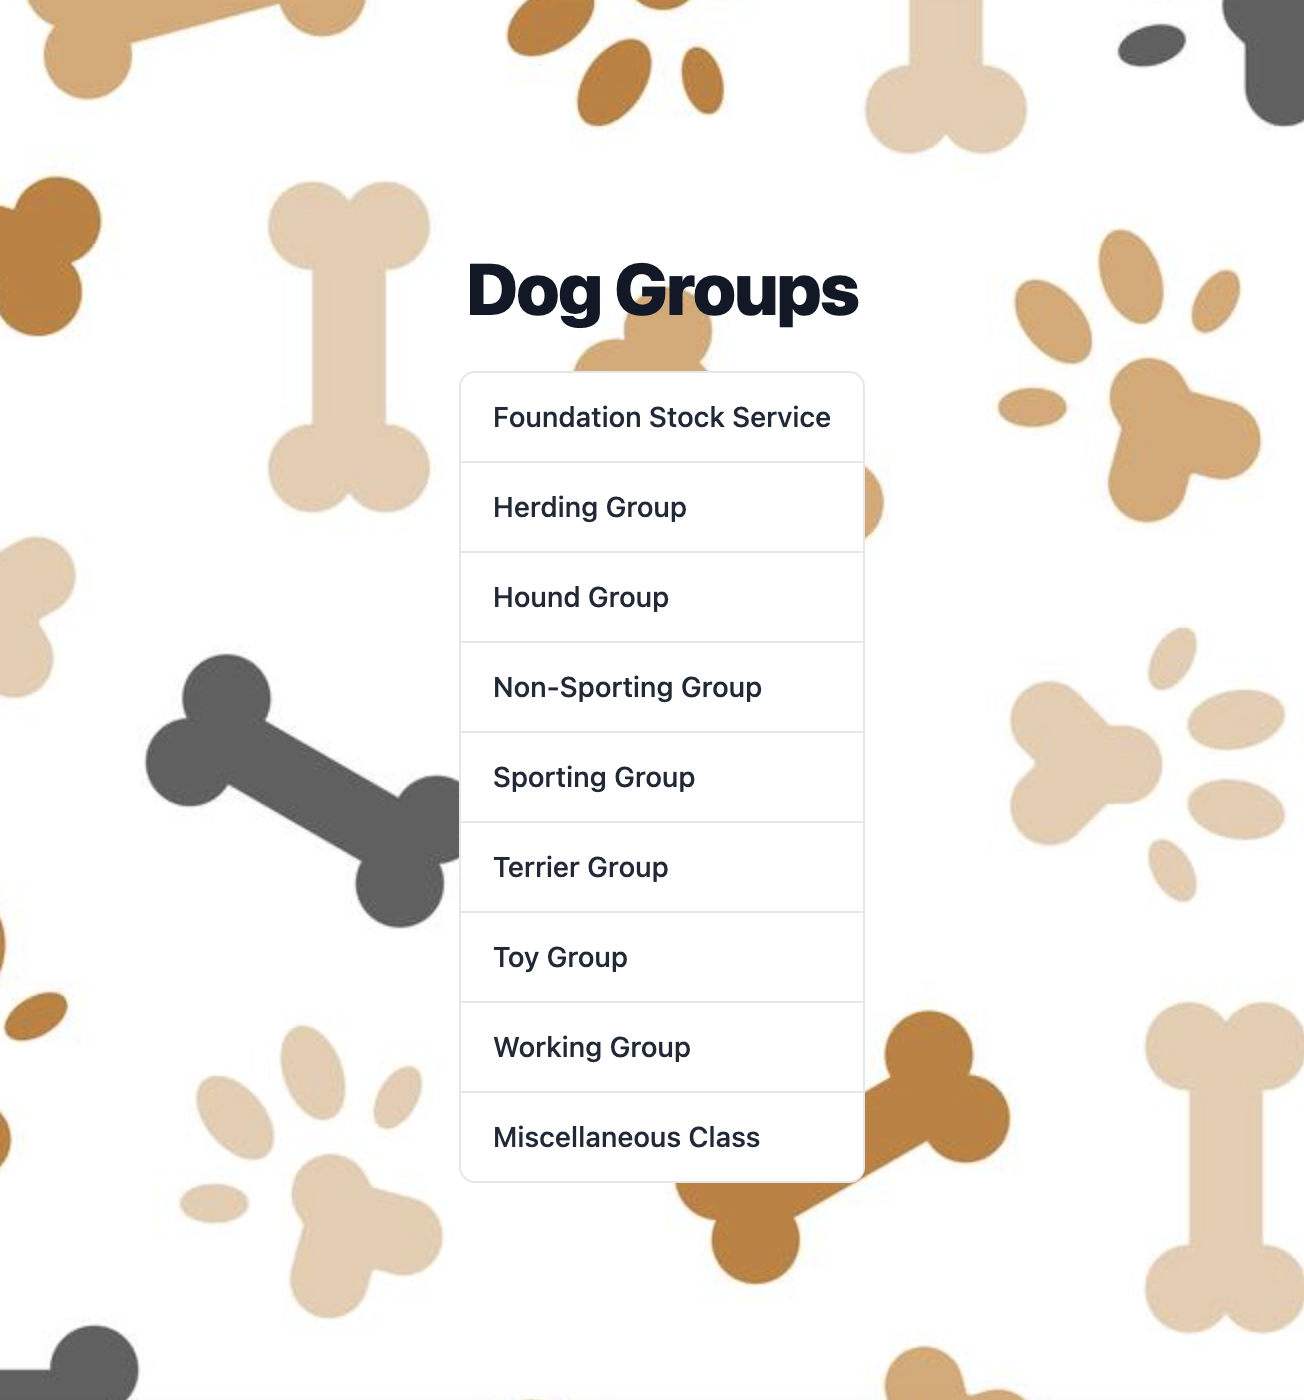 Dog Groups
Foundation Stock Service
Herding Group
Hound Group
Non-Sporting Group
Sporting Group
Terrier Group
Toy Group
Working Group
Miscellaneous Class